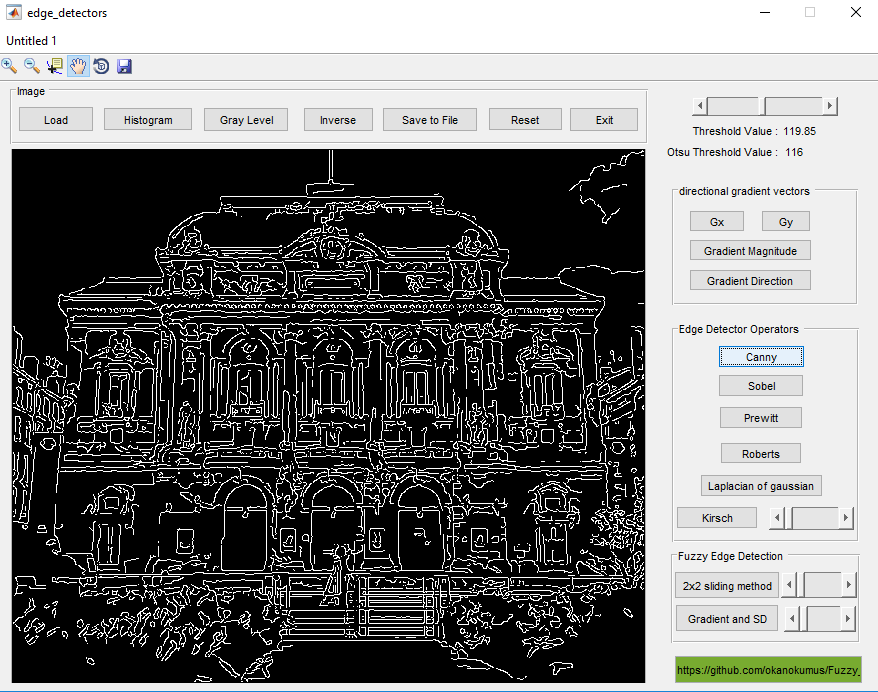 edge_detectors
Untitled 1
Image
Load Histogram Gray Level Inverse Save to File Reset Exit
Threshold Value : 119.85
Otsu Threshold Value : 116
directional gradient vectors
Gx Gy
Gradient Magnitude
Gradient Direction
Edge Detector Operators
Canny
Sobel
Prewitt
Roberts
Laplacian of gaussian
Kirsch
Fuzzy Edge Detection
2x2 sliding method
Gradient and SD
https://github.com/okanokumus/Fuzzy_